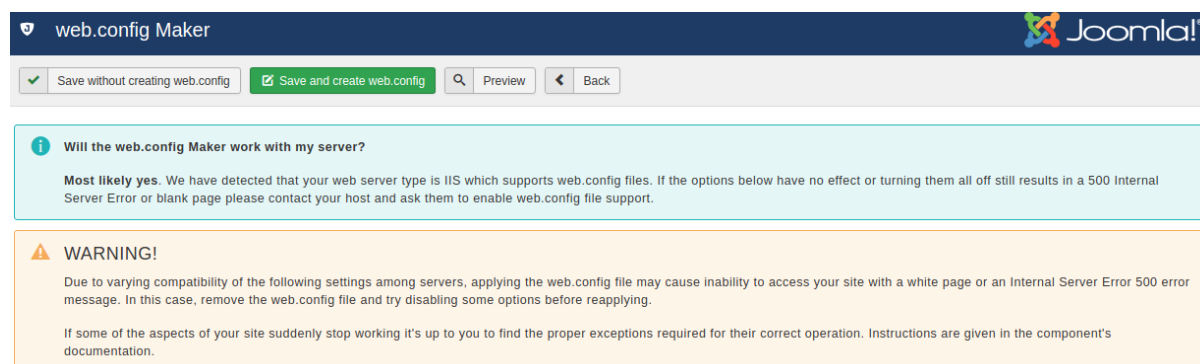 web.config Maker
Joomla!®
Save without creating web.config
Save and create web.config
Preview
Back
Will the web.config Maker work with my server?
Most likely yes. We have detected that your web server type is IIS which supports web.config files. If the options below have no effect or turning them all off still results in a 500 Internal
Server Error or blank page please contact your host and ask them to enable web.config file support.
WARNING!
Due to varying compatibility of the following settings among servers, applying the web.config file may cause inability to access your site with a white page or an Internal Server Error 500 error
message. In this case, remove the web.config file and try disabling some options before reapplying.
If some of the aspects of your site suddenly stop working it's up to you to find the proper exceptions required for their correct operation. Instructions are given in the component's
documentation.